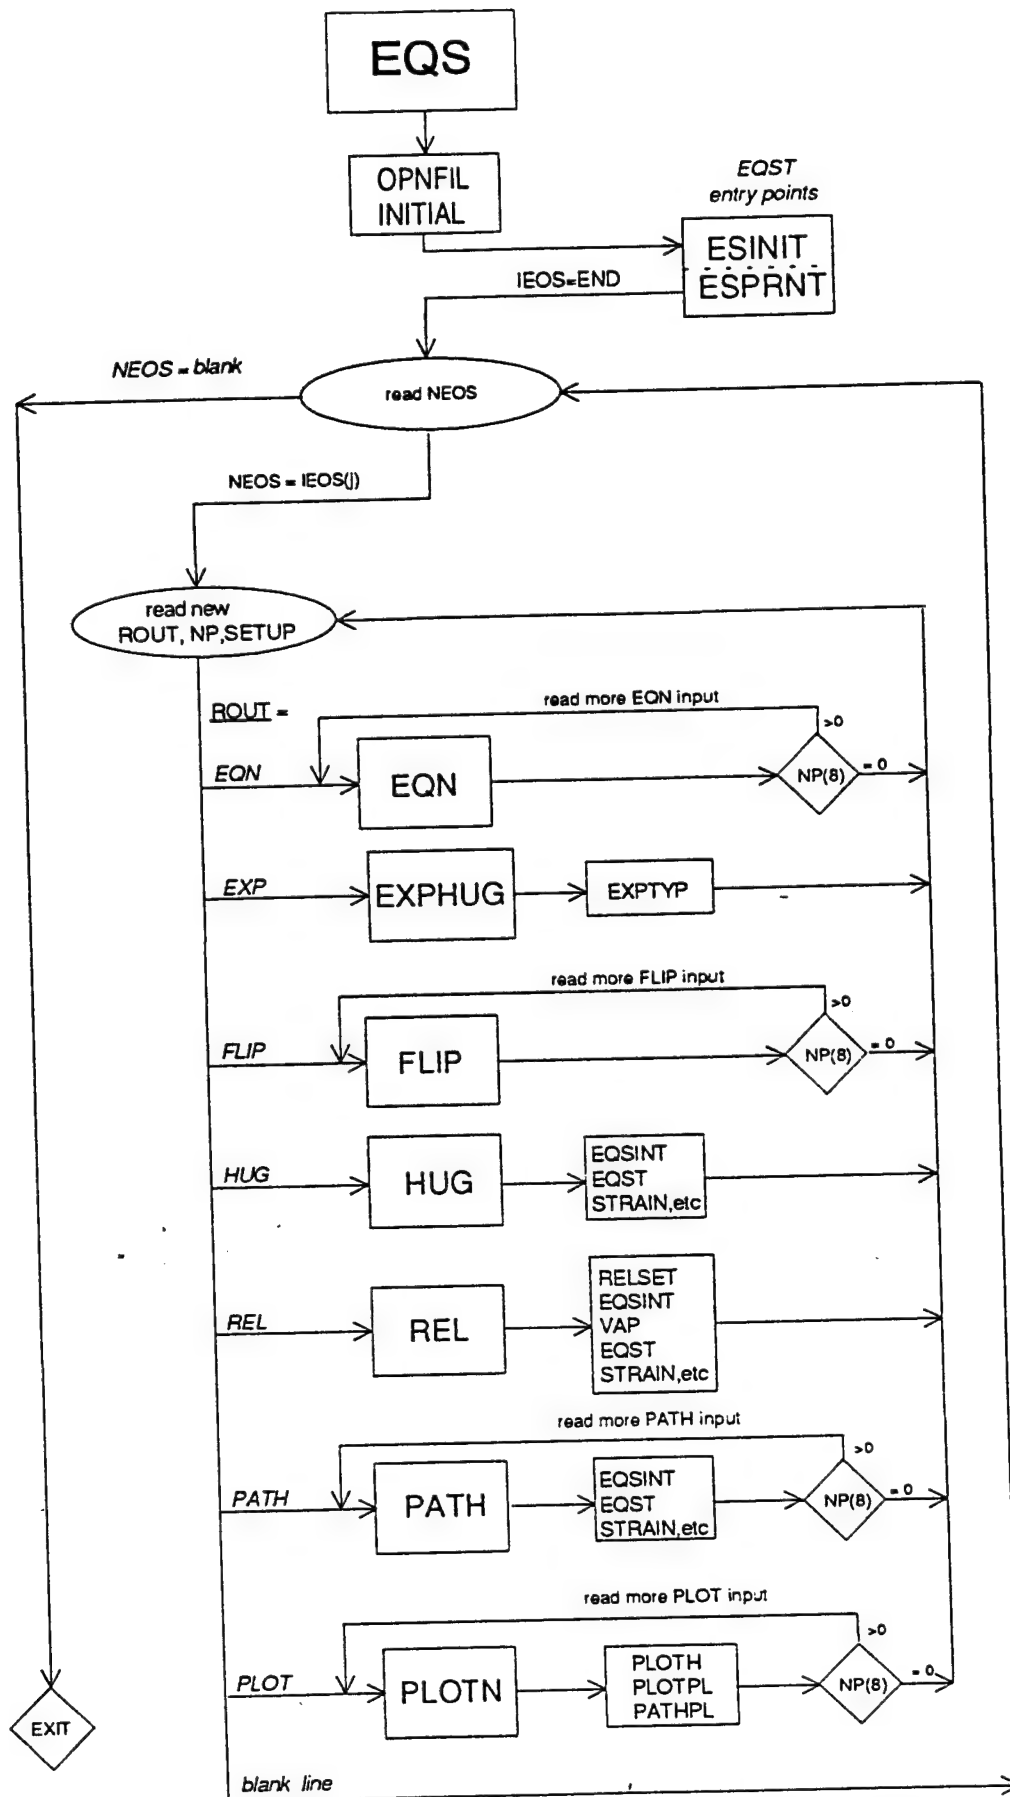 EQS
OPNFIL
INITIAL
EQST
entry points
ESINIT
ESPRNT
IEOS=END
NEOS = blank
read NEOS
NEOS = IEOS(j)
read new
ROUT, NP,SETUP
ROUT =
read more EQN input
>0
EQN
EQN
NP(8)
= 0
EXP
EXPHUG
EXPTYP
read more FLIP input
>0
FLIP
FLIP
NP(8)
= 0
HUG
HUG
EQSINT
EQST
STRAIN,etc
REL
REL
RELSET
EQSINT
VAP
EQST
STRAIN,etc
read more PATH input
>0
PATH
PATH
EQSINT
EQST
STRAIN,etc
NP(8)
= 0
read more PLOT input
>0
PLOT
PLOTN
PLOTH
PLOTPL
PATHPL
NP(8)
= 0
EXIT
blank line